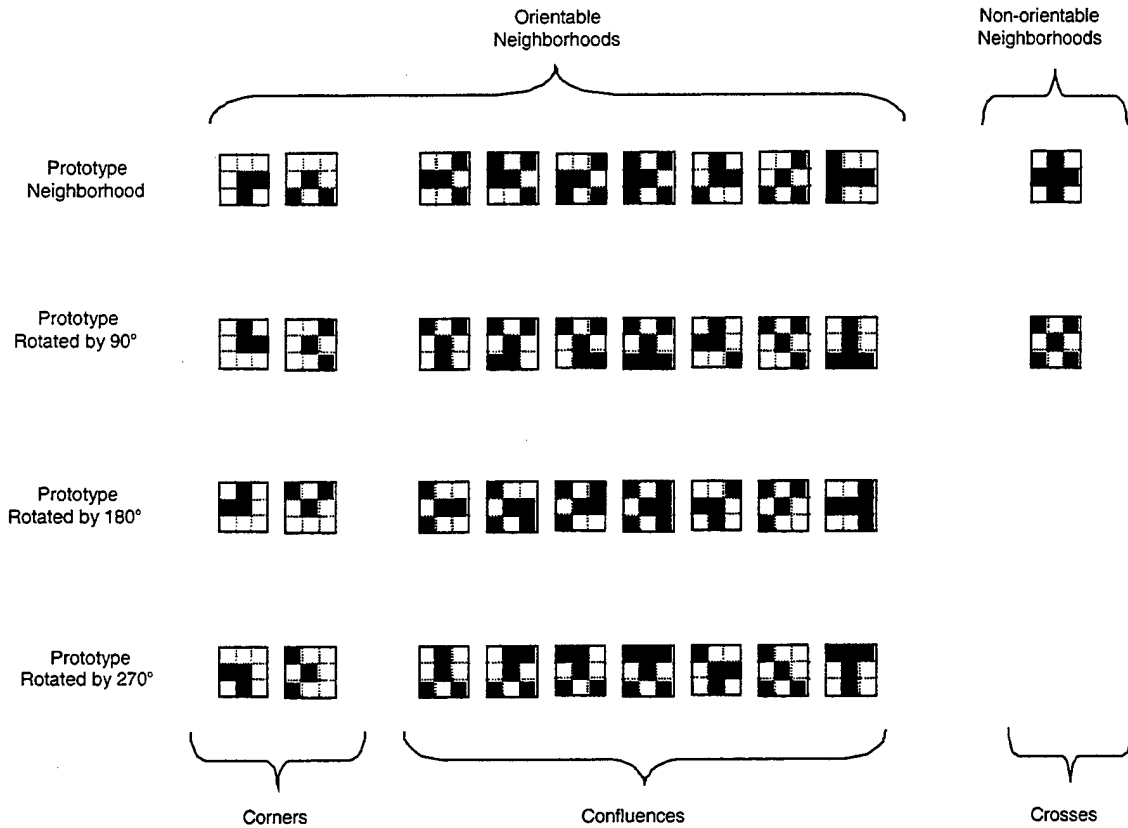 Orientable
Neighborhoods
Non-orientable
Neighborhoods
Prototype
Neighborhood
Prototype
Rotated by 90°
Prototype
Rotated by 180°
Prototype
Rotated by 270°
Corners
Confluences
Crosses